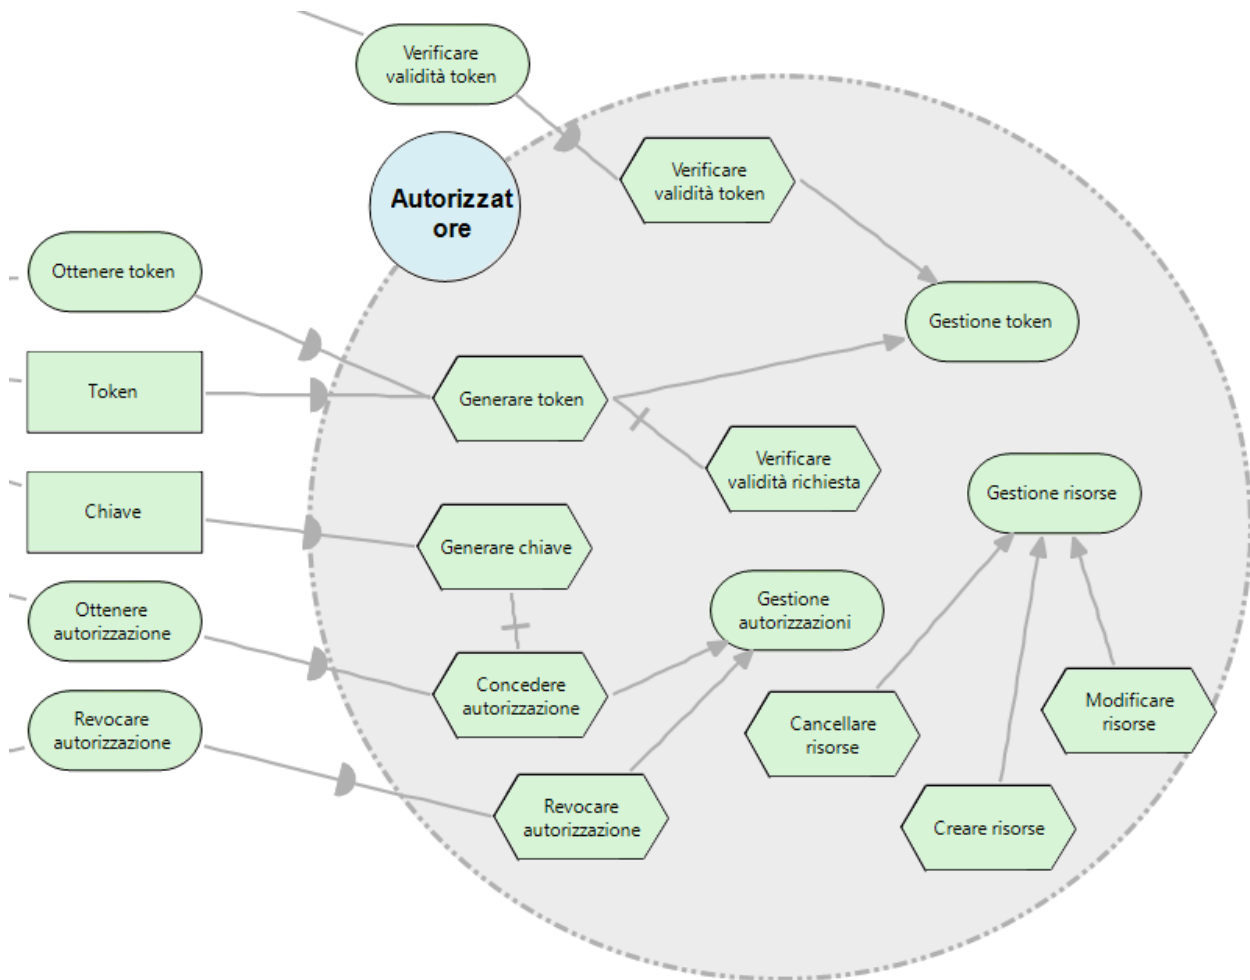 Verificare
validità token
Autorizzat
ore
Verificare
validità token
Ottenere token
Gestione token
Token
Generare token
Verificare
validità richiesta
Gestione risorse
Chiave
Generare chiave
Ottenere
autorizzazione
Gestione
autorizzazioni
Concedere
autorizzazione
Revocare
autorizzazione
Cancellare
risorse
Modificare
risorse
Revocare
autorizzazione
Creare risorse